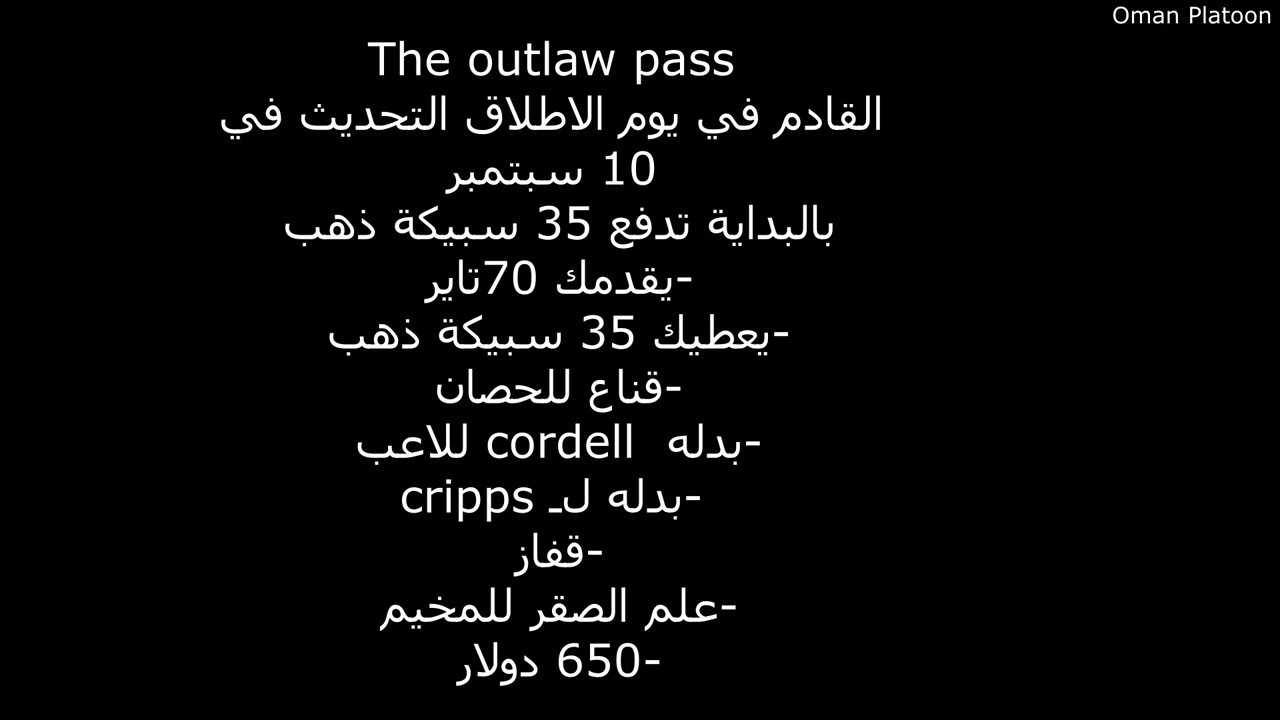 Oman Platoon
The outlaw pass
القادم في يوم الاطلاق التحديث في
10 سبتمبر
بالبداية تدفع 35 سبيكة ذهب
-يقدمك 70تاير
-يعطيك 35 سبيكة ذهب
-قناع للحصان
-بدله  cordell للاعب
-بدله لـ cripps
-قفاز
-علم الصقر للمخيم
-650 دولار